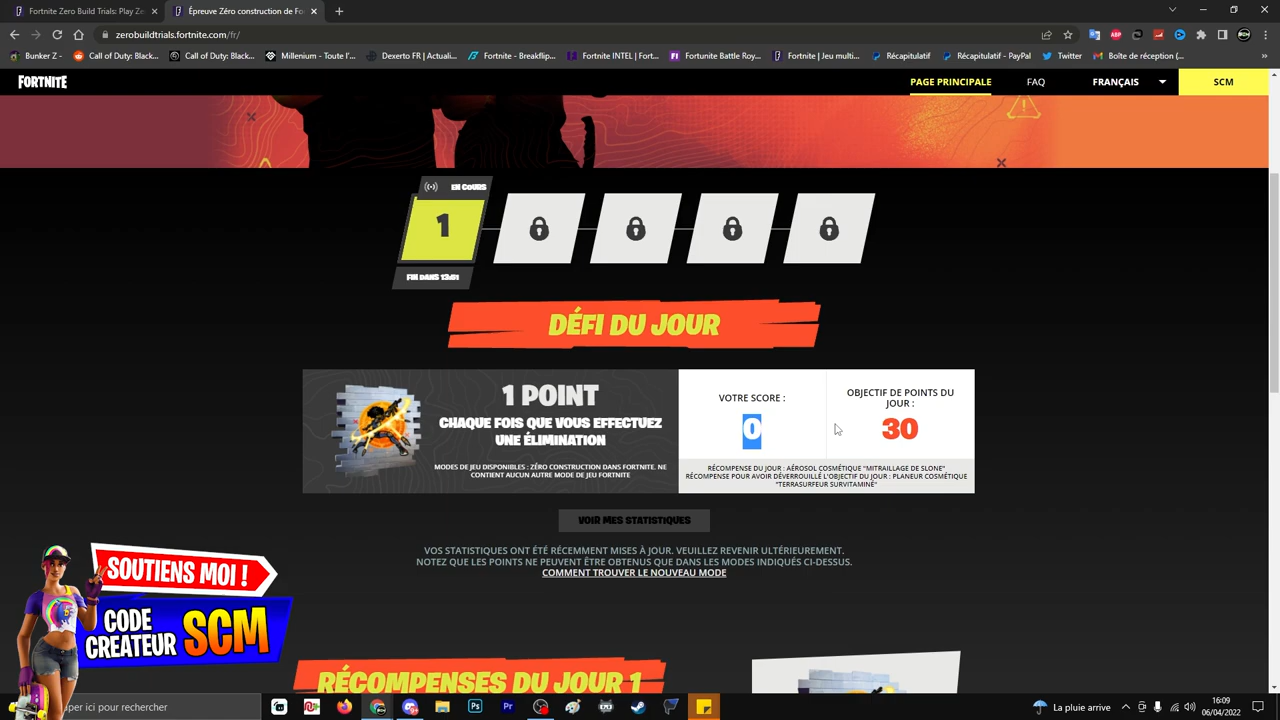 Fortnite Zero Build Trials Play Zo
Fortnite | Actuali
zerobuildtrials.fortnite.com/fr/
Bunker Z -
Call of Duty: Black...
Call of Duty: Black...
Millenium - Toute l'...
Dexerto FR | Actuali...
Fortnite - Breakflip...
Fortnite INTEL | Fort...
Fortunite Battle Roy...
Fortnite | Jeu multi...
Récapitulatif
Récapitulatif - PayPal
Twitter
Boîte de réception (...
»
FORTNITE
PAGE PRINCIPALE
FAQ
FRANÇAIS
SCM
EN COURS
1
FIN DANS 13:51
DÉFI DU JOUR
1 POINT
CHAQUE FOIS QUE VOUS EFFECTUEZ
UNE ÉLIMINATION
MODES DE JEU DISPONIBLES : ZÉRO CONSTRUCTION DANS FORTNITE. NE
CONTIENT AUCUN AUTRE MODE DE JEU FORTNITE
VOTRE SCORE :
0
OBJECTIF DE POINTS DU
JOUR :
30
RÉCOMPENSE DU JOUR : AÉROSOL COSMÉTIQUE "MITRAILLAGE DE SLONE"
RÉCOMPENSE POUR AVOIR DÉVERROUILLÉ L'OBJECTIF DU JOUR : PLANEUR COSMÉTIQUE
"TERRASURFEUR SURVITAMINÉ"
VOIR MES STATISTIQUES
VOS STATISTIQUES ONT ÉTÉ RÉCEMMENT MISES À JOUR. VEUILLEZ REVENIR ULTÉRIEUREMENT.
NOTEZ QUE LES POINTS NE PEUVENT ÊTRE OBTENUS QUE DANS LES MODES INDIQUÉS CI-DESSUS.
COMMENT TROUVER LE NOUVEAU MODE
SOUTIENS MOI !
CODE
CREATEUR SCM
RÉCOMPENSES DU JOUR 1
per ici pour rechercher
La pluie arrive
16:09
06/04/2022